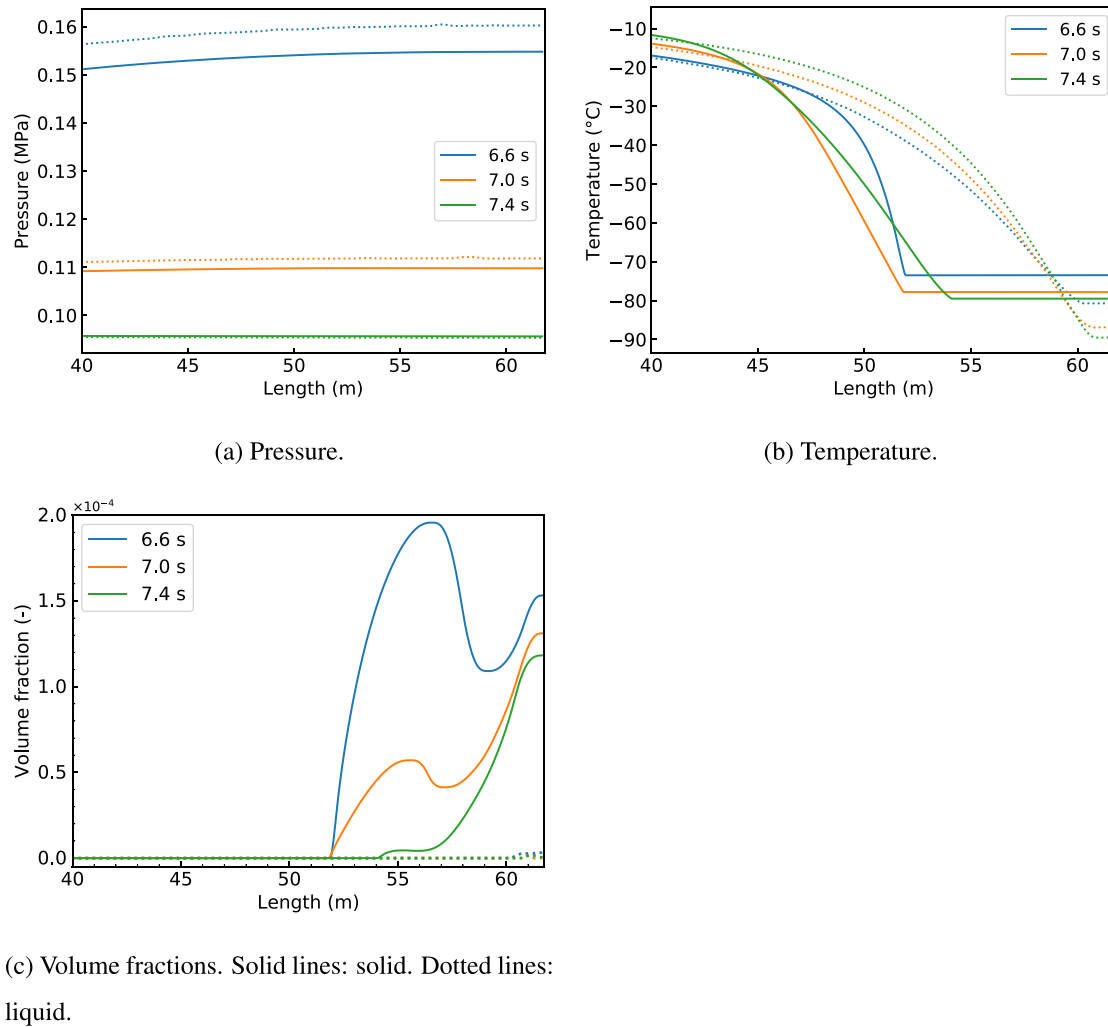 0.16
0.15
0.14
0.13
0.12
0.11
0.10
Pressure (MPa)
6.6 s
7.0 s
7.4 s
40 45 50 55 60
Length (m)
(a) Pressure.
−10
−20
−30
−40
−50
−60
−70
−80
−90
Temperature (°C)
6.6 s
7.0 s
7.4 s
40 45 50 55 60
Length (m)
(b) Temperature.
×10⁻⁴
2.0
1.5
1.0
0.5
0.0
Volume fraction (-)
6.6 s
7.0 s
7.4 s
40 45 50 55 60
Length (m)
(c) Volume fractions. Solid lines: solid. Dotted lines:
liquid.